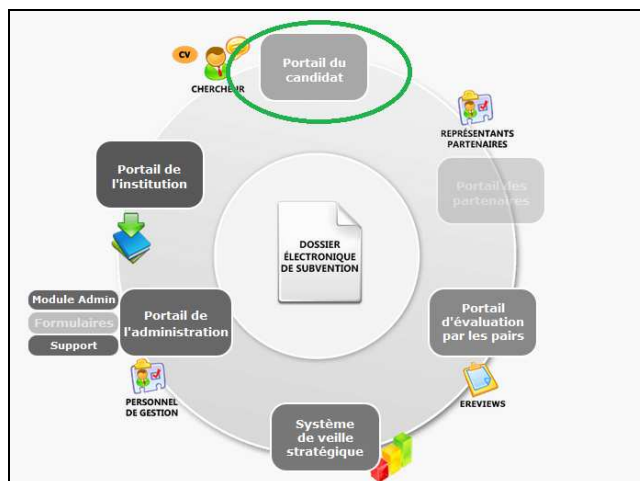 Portail du
candidat
CV
CHERCHEUR
REPRÉSENTANTS
PARTENAIRES
Portail des
partenaires
Portail de
l'institution
DOSSIER
ÉLECTRONIQUE
DE SUBVENTION
Module Admin
Formulaires
Support
Portail de
l'administration
Portail
d'évaluation
par les pairs
PERSONNEL
DE GESTION
EREVIEWS
Système
de veille
stratégique